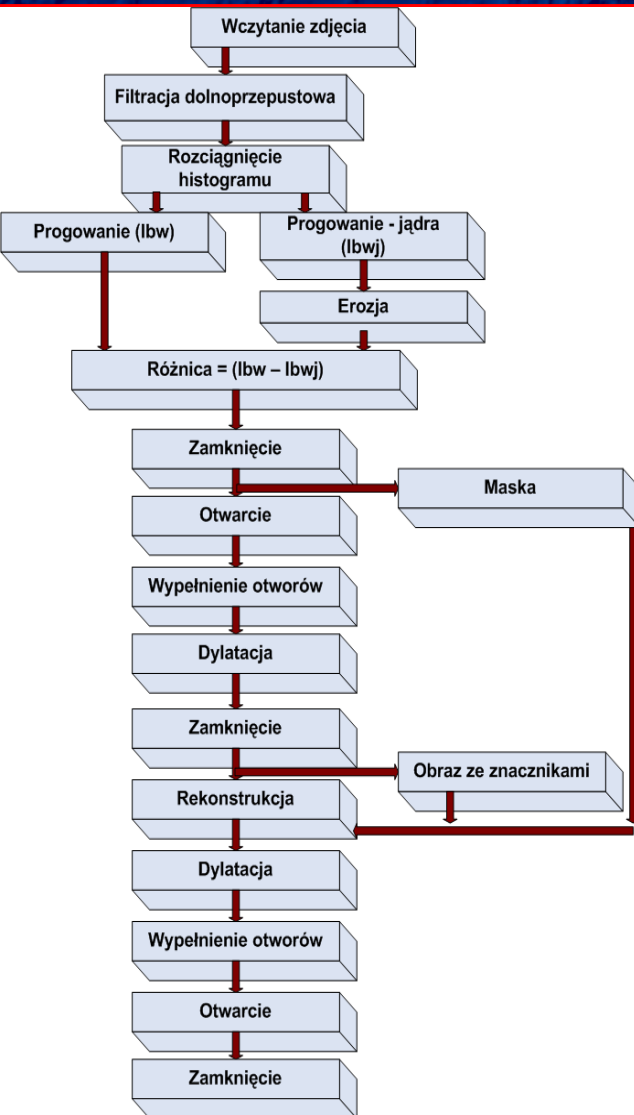 Wczytanie zdjęcia
Filtracja dolnoprzepustowa
Rozciągnięcie
histogramu
Progowanie (Ibw)
Progowanie - jądra
(Ibwj)
Erozja
Różnica = (Ibw – Ibwj)
Zamknięcie
Maska
Otwarcie
Wypełnienie otworów
Dylatacja
Zamknięcie
Obraz ze znacznikami
Rekonstrukcja
Dylatacja
Wypełnienie otworów
Otwarcie
Zamknięcie